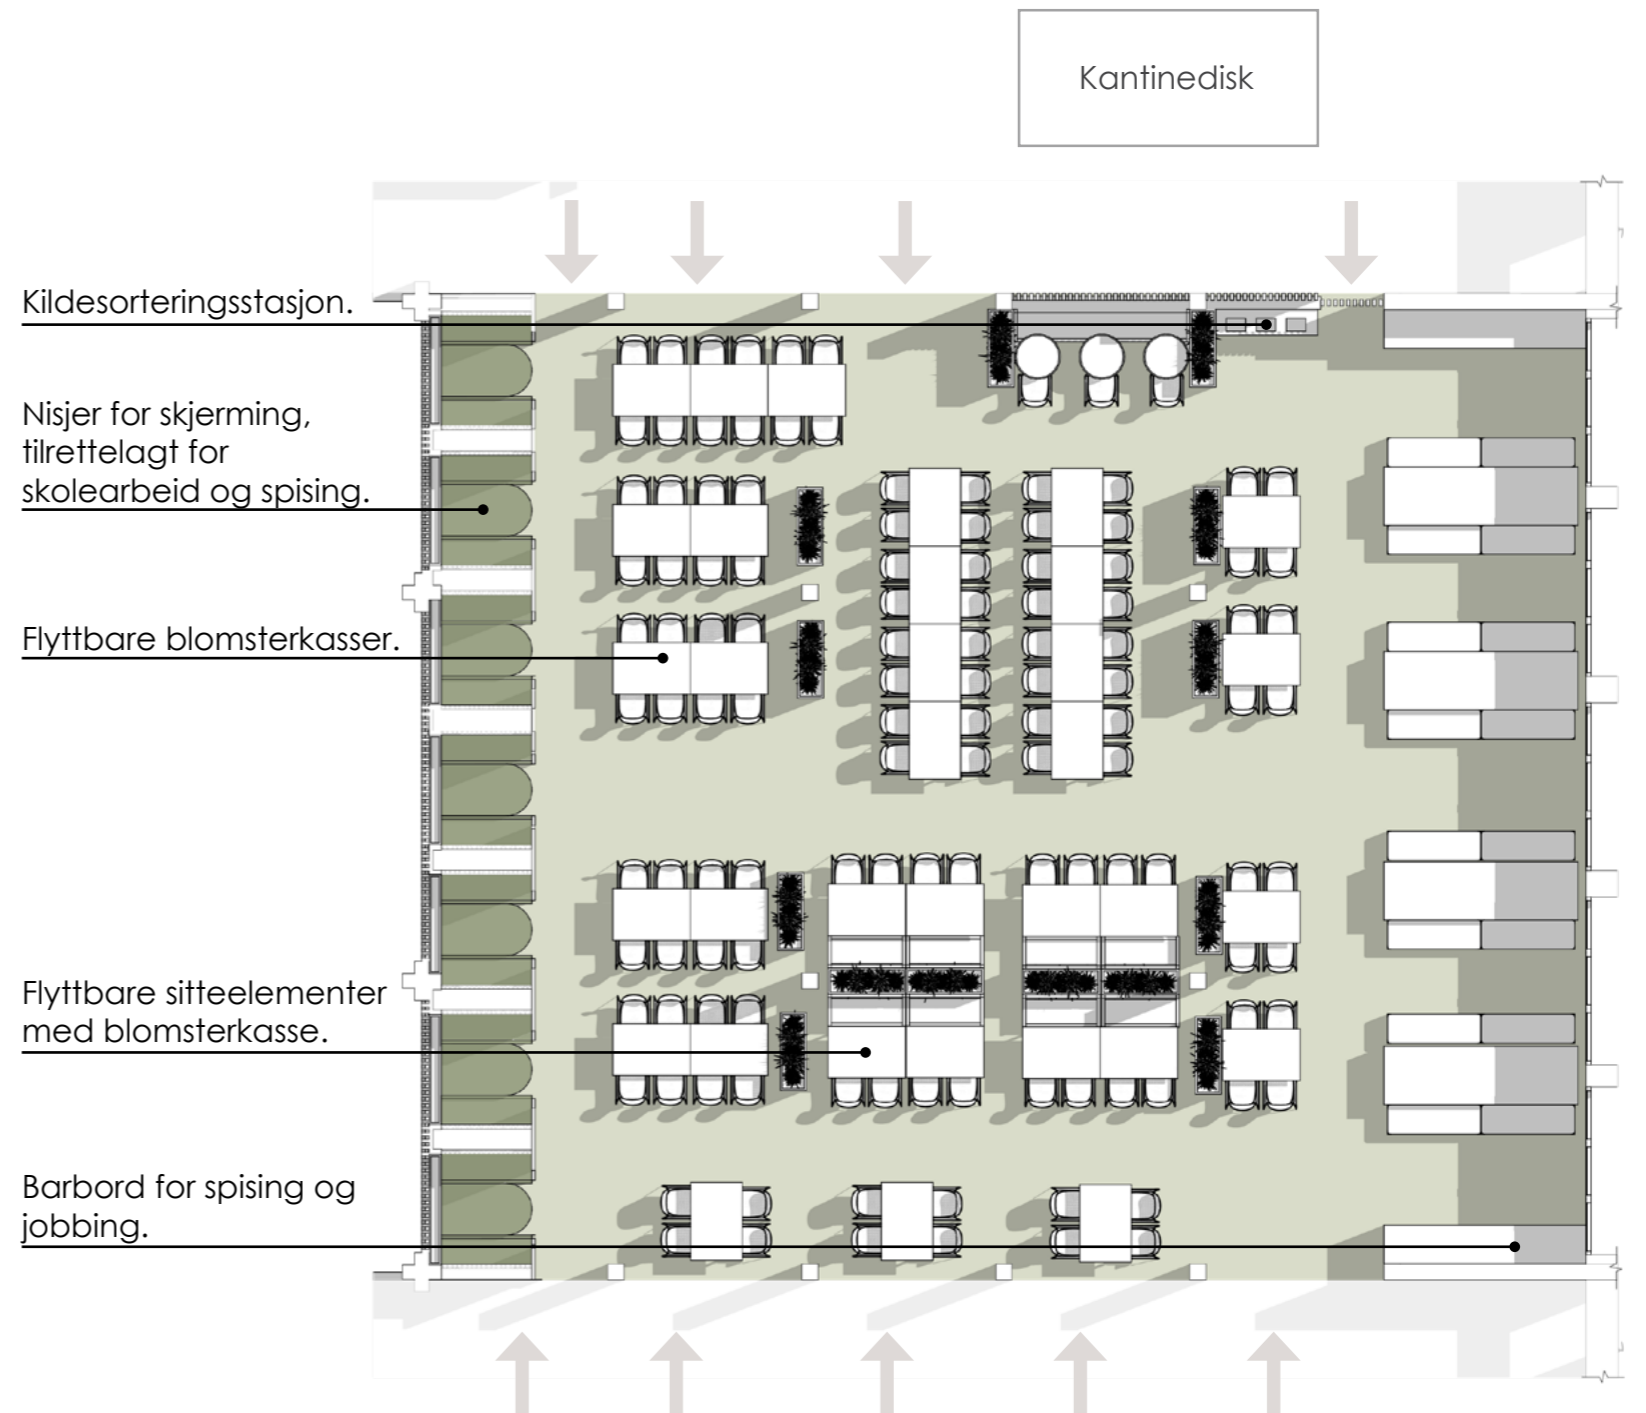 Kantinedisk
Kildesorteringsstasjon.
Nisjer for skjerming,
tilrettelagt for
skolearbeid og spising.
Flyttbare blomsterkasser.
Flyttbare sitteelementer
med blomsterkasse.
Barbord for spising og
jobbing.